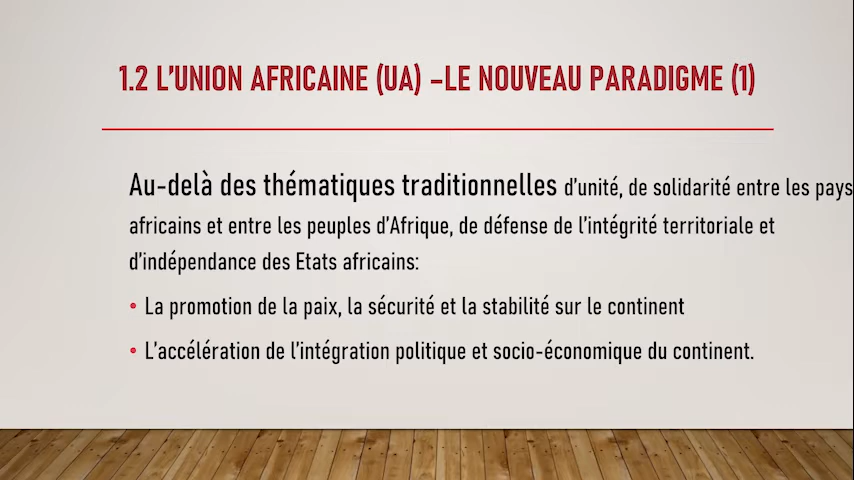 1.2 L'UNION AFRICAINE (UA) –LE NOUVEAU PARADIGME (1)
Au-delà des thématiques traditionnelles d'unité, de solidarité entre les pays
africains et entre les peuples d'Afrique, de défense de l'intégrité territoriale et
d'indépendance des Etats africains:
• La promotion de la paix, la sécurité et la stabilité sur le continent
• L'accélération de l'intégration politique et socio-économique du continent.